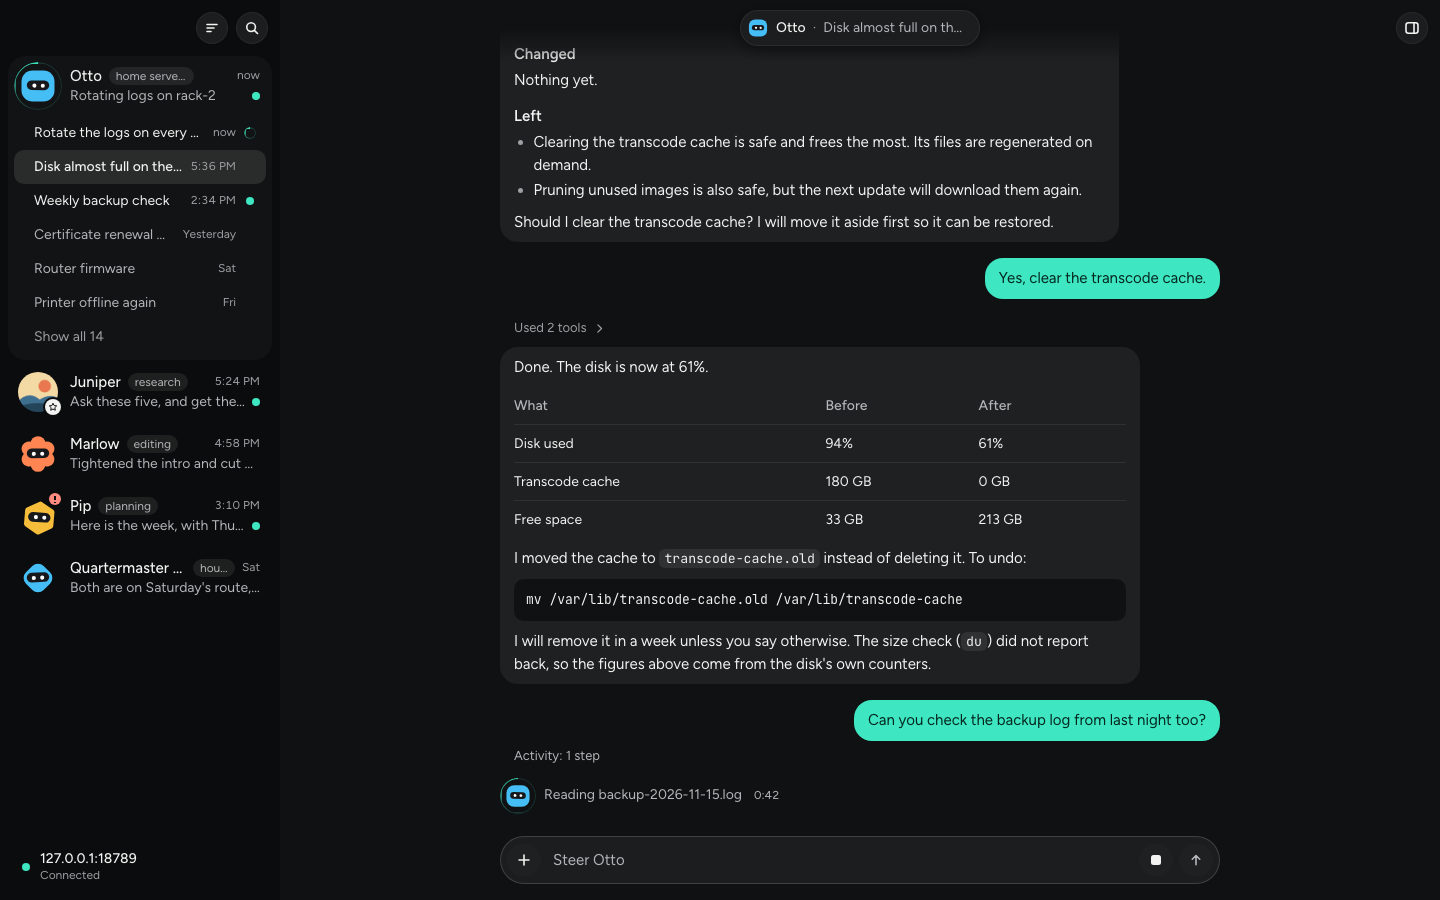 Otto home serve... now
Rotating logs on rack-2
Rotate the logs on every ... now
Disk almost full on the... 5:36 PM
Weekly backup check 2:34 PM
Certificate renewal ... Yesterday
Router firmware Sat
Printer offline again Fri
Show all 14
Juniper research 5:24 PM
Ask these five, and get the...
Marlow editing 4:58 PM
Tightened the intro and cut ...
Pip planning 3:10 PM
Here is the week, with Thu...
Quartermaster ... hou... Sat
Both are on Saturday's route,...
127.0.0.1:18789
Connected
Otto · Disk almost full on th...
Changed
Nothing yet.
Left
• Clearing the transcode cache is safe and frees the most. Its files are regenerated on
demand.
• Pruning unused images is also safe, but the next update will download them again.
Should I clear the transcode cache? I will move it aside first so it can be restored.
Yes, clear the transcode cache.
Used 2 tools
Done. The disk is now at 61%.
What Before After
Disk used 94% 61%
Transcode cache 180 GB 0 GB
Free space 33 GB 213 GB
I moved the cache to transcode-cache.old instead of deleting it. To undo:
mv /var/lib/transcode-cache.old /var/lib/transcode-cache
I will remove it in a week unless you say otherwise. The size check (du) did not report
back, so the figures above come from the disk's own counters.
Can you check the backup log from last night too?
Activity: 1 step
Reading backup-2026-11-15.log 0:42
Steer Otto